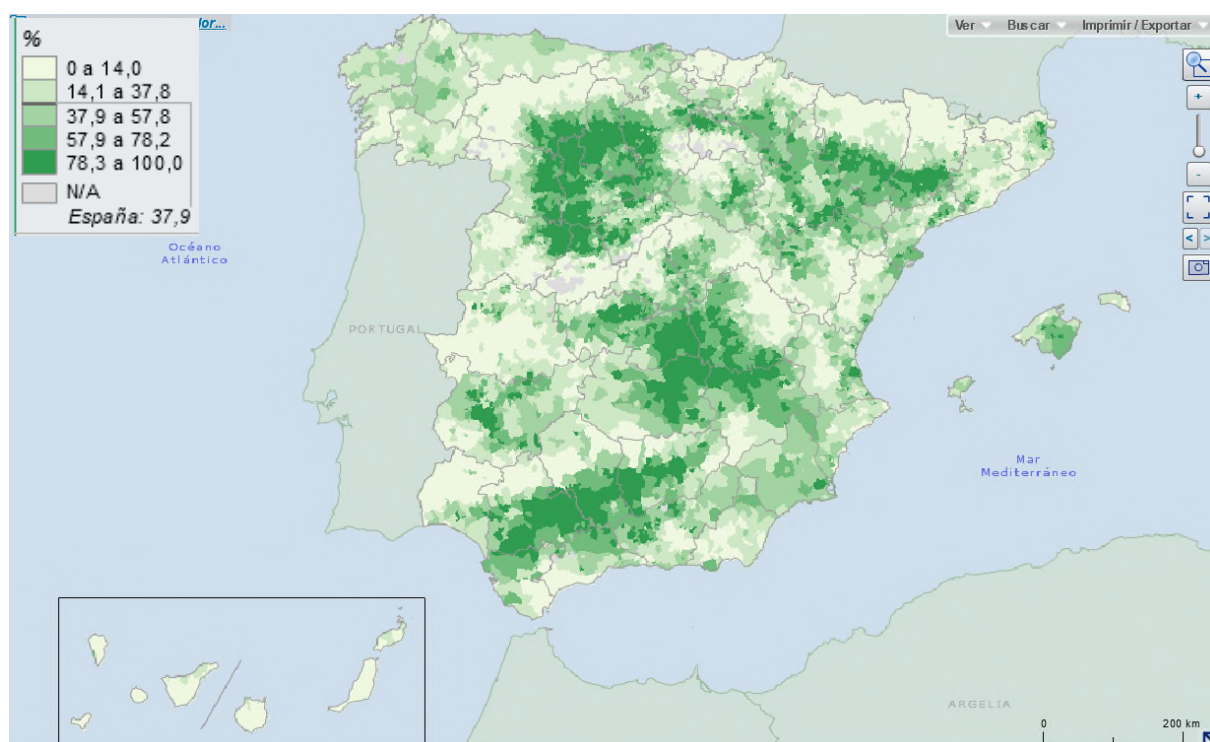 dor...
Ver
Buscar
Imprimir / Exportar
%
0 a 14,0
14,1 a 37,8
37,9 a 57,8
57,9 a 78,2
78,3 a 100,0
N/A
España: 37,9
+
-
< >
Océano
Atlántico
PORTUGAL
Mar
Mediterráneo
ARGELIA
0 200 km